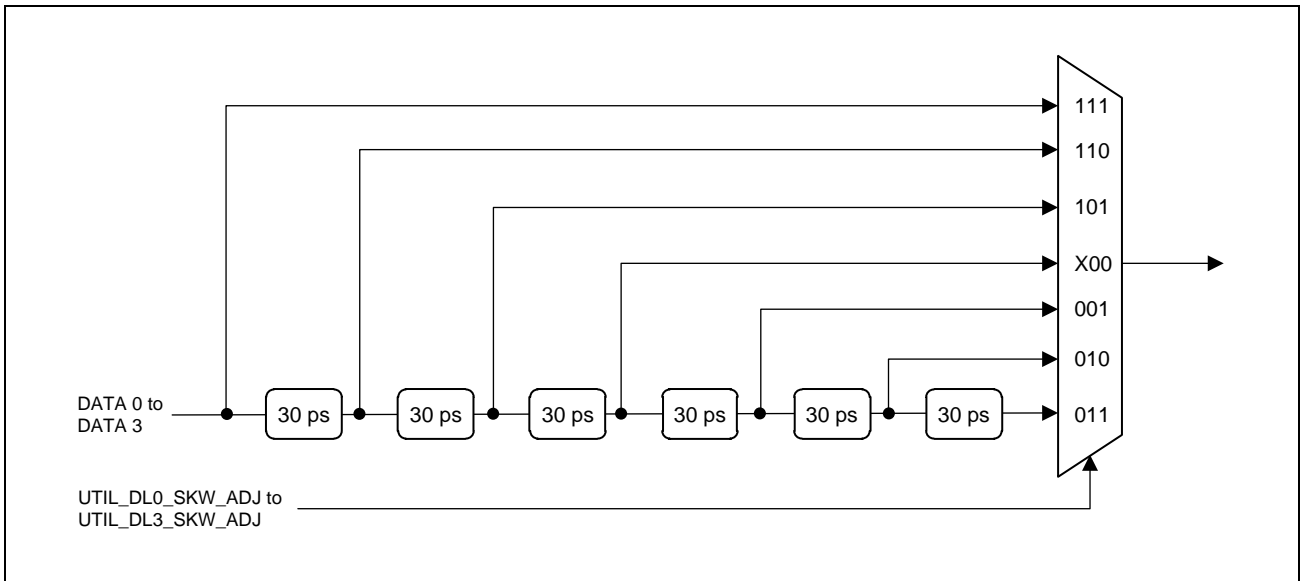 111
110
101
X00
001
010
DATA 0 to
DATA 3
30 ps
30 ps
30 ps
30 ps
30 ps
30 ps
011
UTIL_DL0_SKW_ADJ to
UTIL_DL3_SKW_ADJ